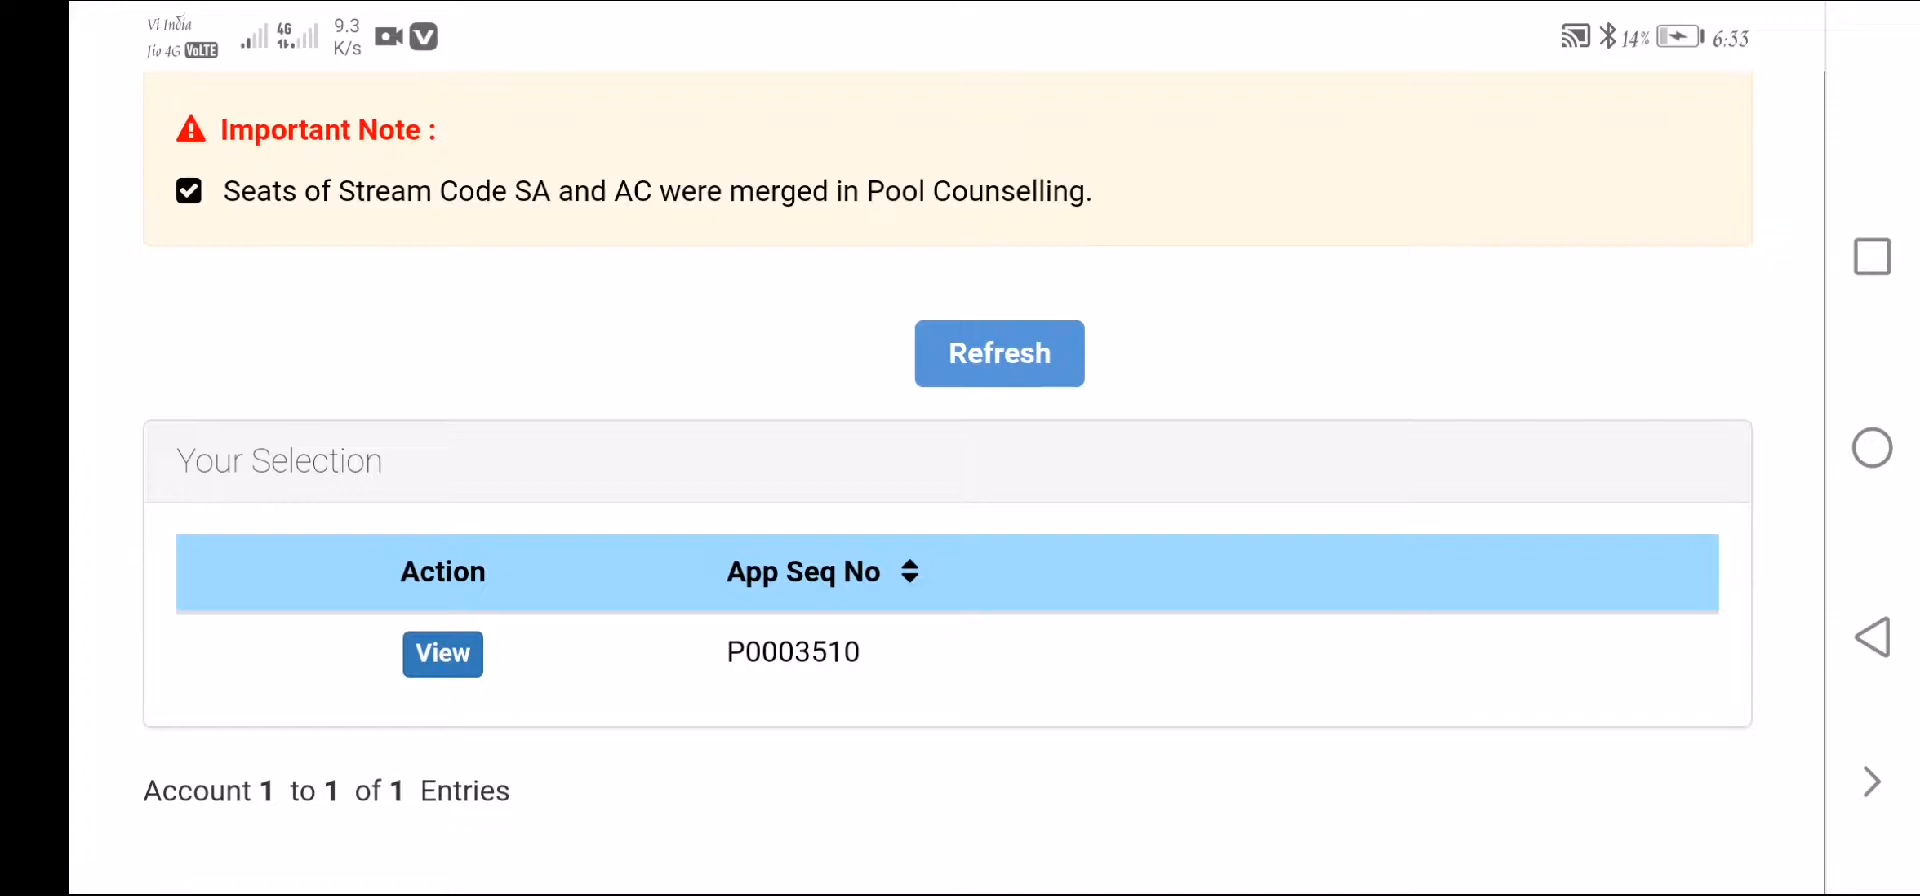 Vi India
Jio 4G VoLTE
4G
9.3
K/s
14%
6:33
Important Note :
Seats of Stream Code SA and AC were merged in Pool Counselling.
Refresh
Your Selection
Action App Seq No
View P0003510
Account 1 to 1 of 1 Entries